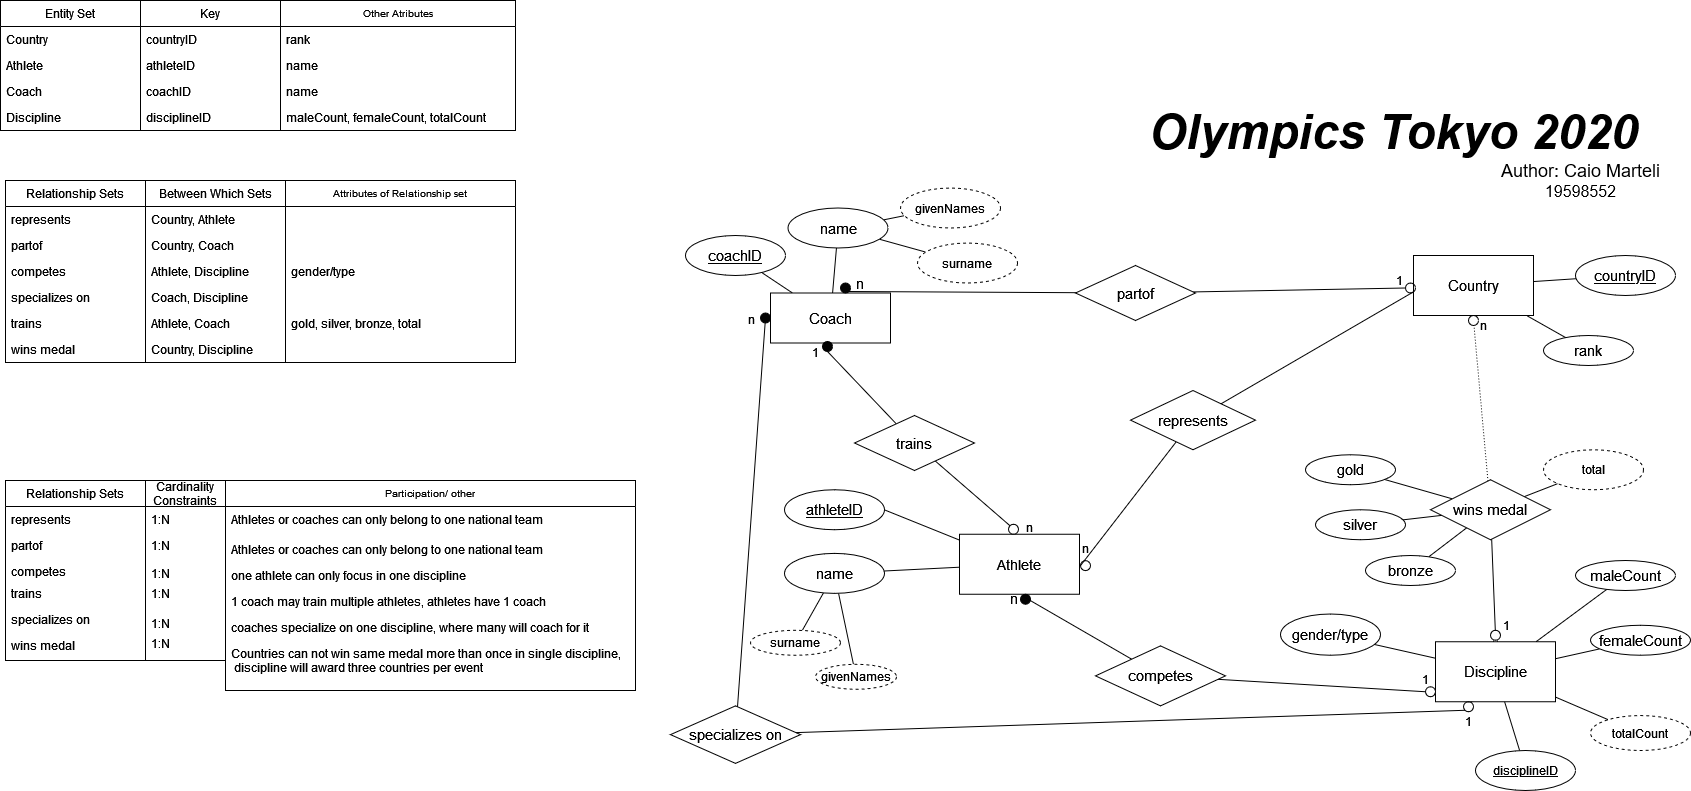 Entity Set Key Other Atributes
Country countryID rank
Athlete athleteID name
Coach coachID name
Discipline disciplineID maleCount, femaleCount, totalCount
Relationship Sets Between Which Sets Attributes of Relationship set
represents Country, Athlete
partof Country, Coach
competes Athlete, Discipline gender/type
specializes on Coach, Discipline
trains Athlete, Coach gold, silver, bronze, total
wins medal Country, Discipline
Relationship Sets Cardinality Constraints Participation/ other
represents 1:N Athletes or coaches can only belong to one national team
partof 1:N Athletes or coaches can only belong to one national team
competes 1:N one athlete can only focus in one discipline
trains 1:N 1 coach may train multiple athletes, athletes have 1 coach
specializes on 1:N coaches specialize on one discipline, where many will coach for it
wins medal 1:N Countries can not win same medal more than once in single discipline,
discipline will award three countries per event
Olympics Tokyo 2020
Author: Caio Marteli
19598552
givenNames
name
coachID
surname
n
partof
1
Country
countryID
n
Coach
1
n
rank
trains
represents
gold
total
wins medal
silver
bronze
athleteID
n
n
Athlete
name
n
maleCount
1
gender/type
femaleCount
surname
givenNames
competes
1
Discipline
specializes on
1
totalCount
disciplineID